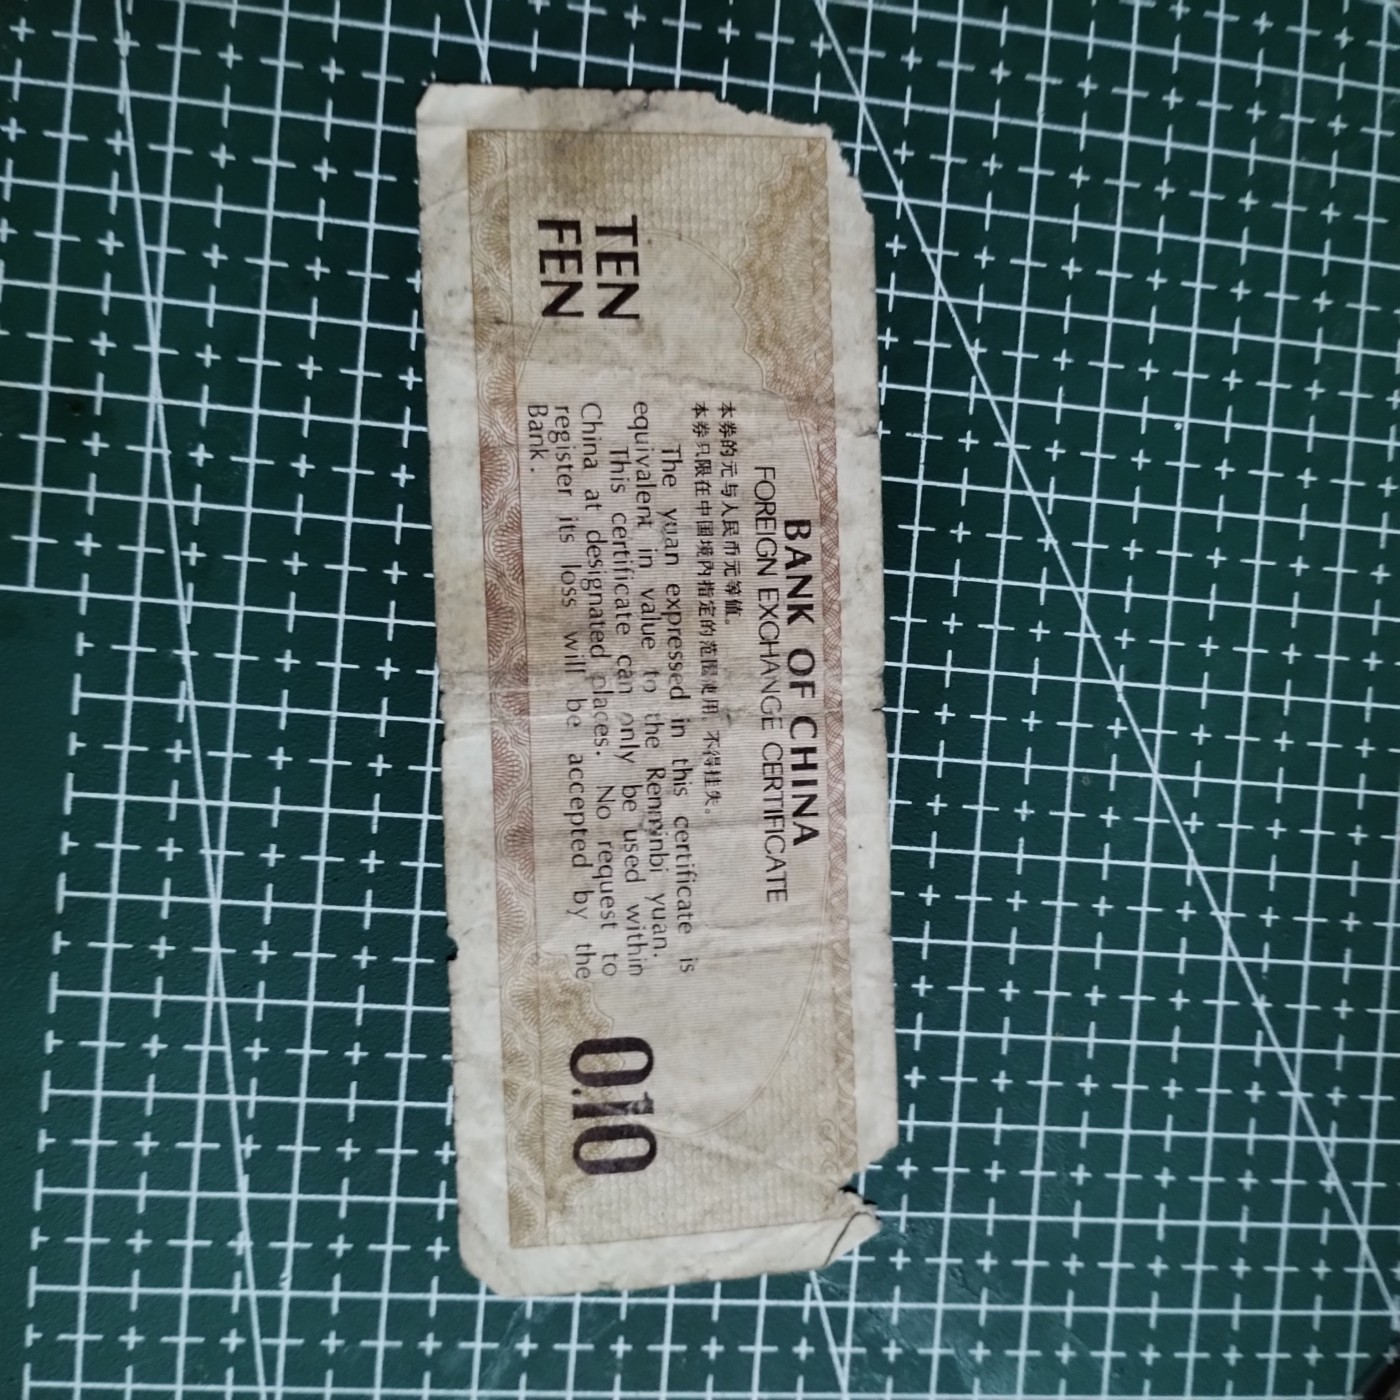 BANK OF CHINA
FOREIGN EXCHANGE CERTIFICATE
本券的元与人民币元等值。
本券只限在中国境内指定的范围使用，不得挂失。
The yuan expressed in this certificate is
equivalent in value to the Renminbi yuan.
This certificate can only be used within
China at designated places. No request to
register its loss will be accepted by the
Bank.
TEN
FEN
0.10